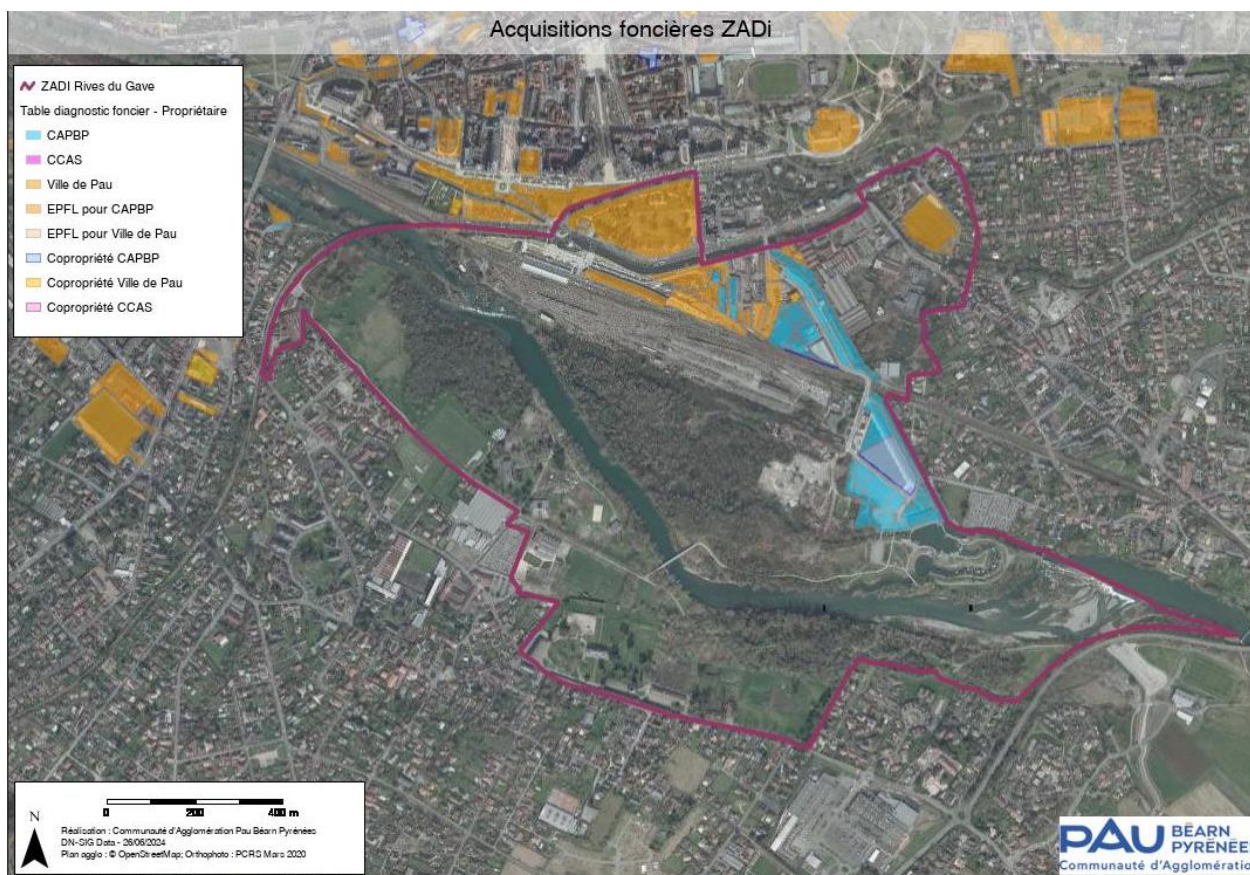 Acquisitions foncières ZADi
ZADI Rives du Gave
Table diagnostic foncier - Propriétaire
CAPBP
CCAS
Ville de Pau
EPFL pour CAPBP
EPFL pour Ville de Pau
Copropriété CAPBP
Copropriété Ville de Pau
Copropriété CCAS
N
0 200 400 m
Réalisation : Communauté d'Agglomération Pau Béarn Pyrénées
DN-SIG Data - 26/06/2024
Plan agglo : © OpenStreetMap; Orthophoto : PCRS Mars 2020
PAU BÉARN
PYRÉNÉES
Communauté d'Agglomération